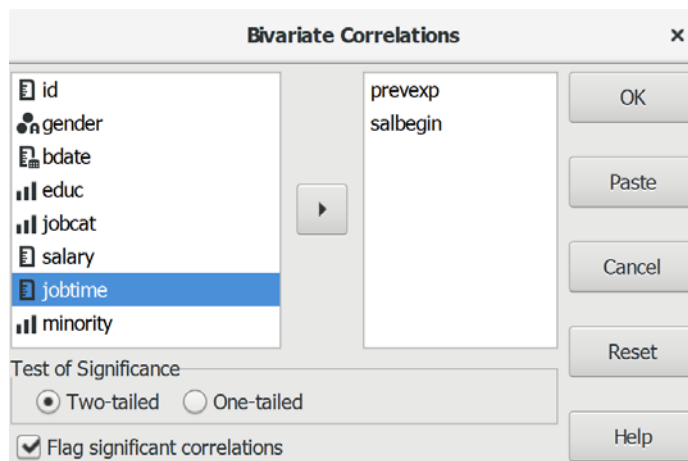 Bivariate Correlations ×
id
gender
bdate
educ
jobcat
salary
jobtime
minority
prevexp
salbegin
OK
Paste
Cancel
Reset
Help
Test of Significance
Two-tailed One-tailed
Flag significant correlations